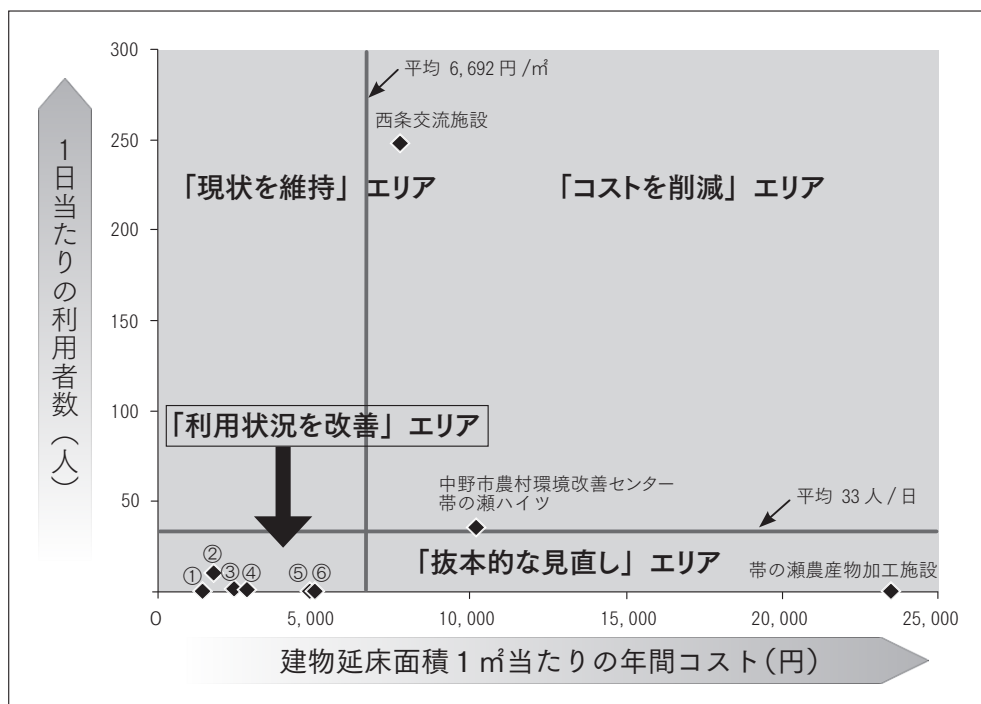 300
250
200
150
100
50
1日当たりの利用者数(人)
平均 6,692 円 /㎡
西条交流施設
「現状を維持」エリア
「コストを削減」エリア
「利用状況を改善」エリア
中野市農村環境改善センター
帯の瀬ハイツ
平均 33 人 / 日
「抜本的な見直し」エリア
帯の瀬農産物加工施設
① ② ③ ④ ⑤ ⑥
0 5,000 10,000 15,000 20,000 25,000
建物延床面積 1 ㎡当たりの年間コスト(円)